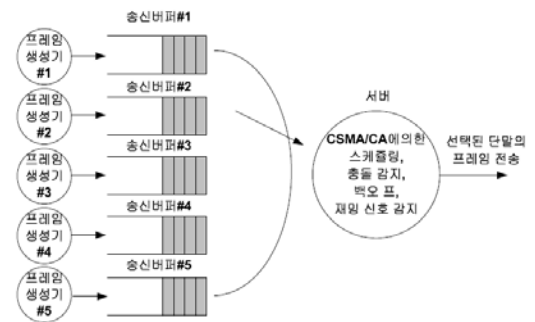 송신버퍼#1
프레임
생성기
#1
송신버퍼#2
프레임
생성기
#2
송신버퍼#3
프레임
생성기
#3
송신버퍼#4
프레임
생성기
#4
송신버퍼#5
프레임
생성기
#5
서버
CSMA/CA에의한
스케쥴링,
충돌 감지,
백오 프,
재밍 신호 감지
선택된 단말의
프레임 전송